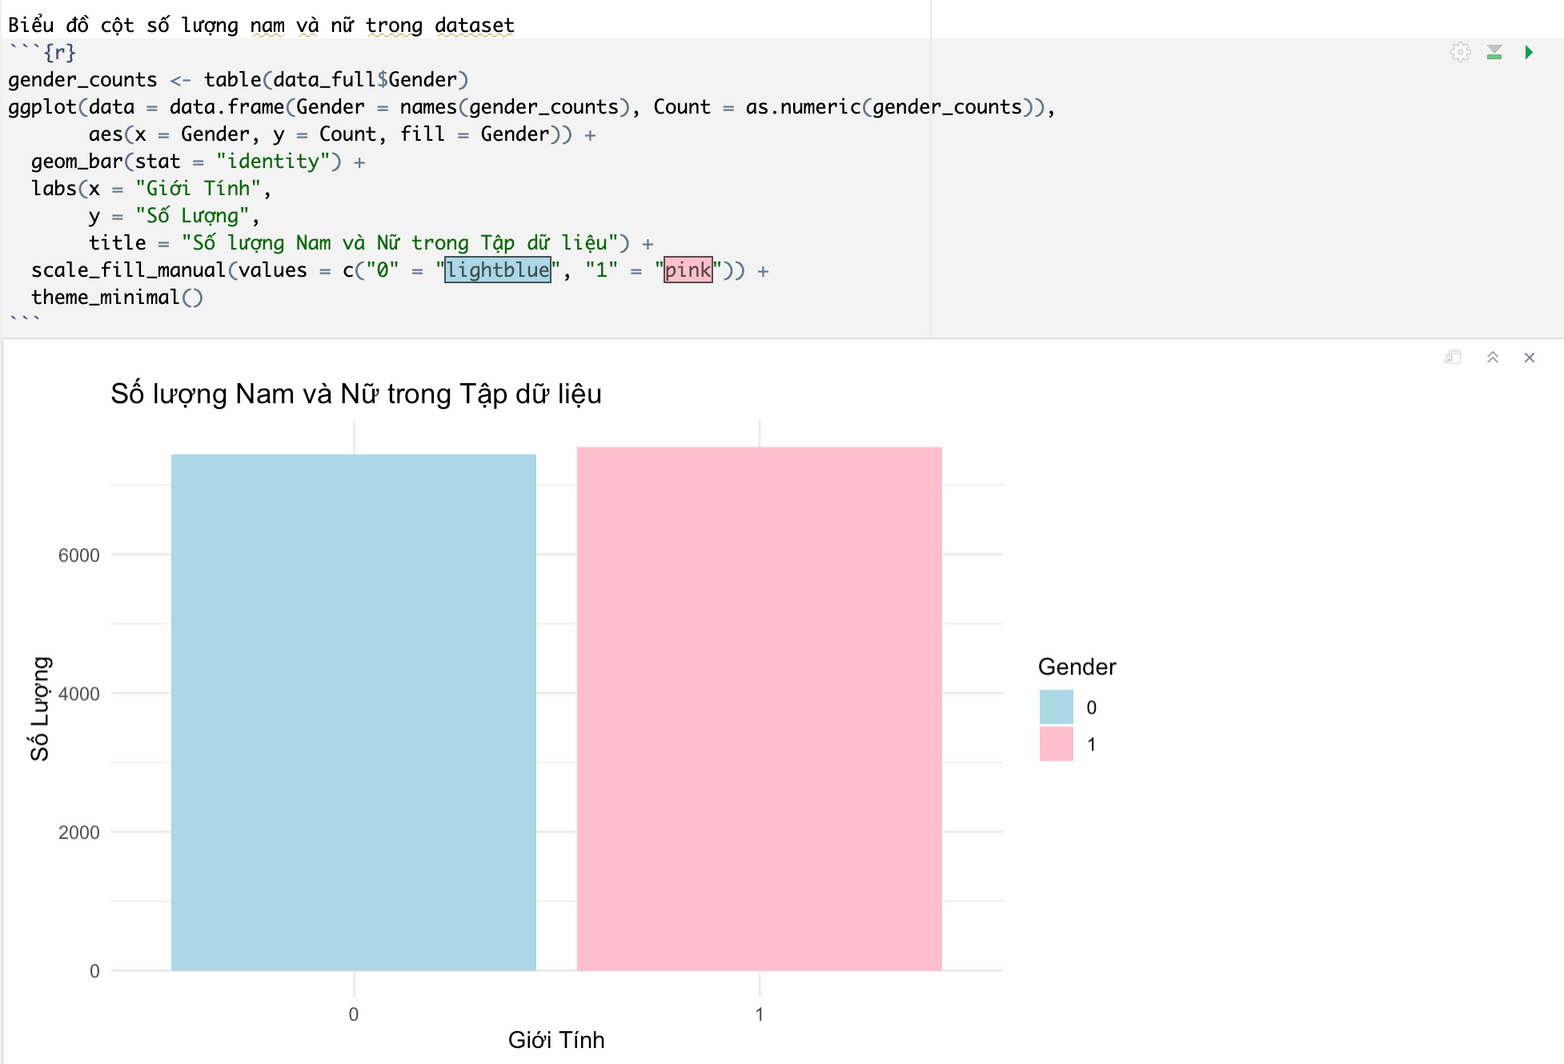 Biểu đồ cột số lượng nam và nữ trong dataset
```{r}
gender_counts <- table(data_full$Gender)
ggplot(data = data.frame(Gender = names(gender_counts), Count = as.numeric(gender_counts)),
       aes(x = Gender, y = Count, fill = Gender)) +
  geom_bar(stat = "identity") +
  labs(x = "Giới Tính",
       y = "Số Lượng",
       title = "Số lượng Nam và Nữ trong Tập dữ liệu") +
  scale_fill_manual(values = c("0" = "lightblue", "1" = "pink")) +
  theme_minimal()
```
Số lượng Nam và Nữ trong Tập dữ liệu
6000
4000
2000
0
Số Lượng
0 1
Giới Tính
Gender
0
1